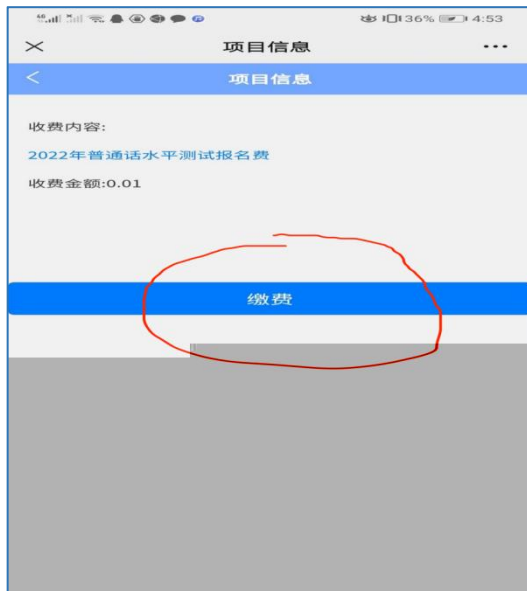 36% 4:53
项目信息
项目信息
收费内容:
2022年普通话水平测试报名费
收费金额:0.01
缴费